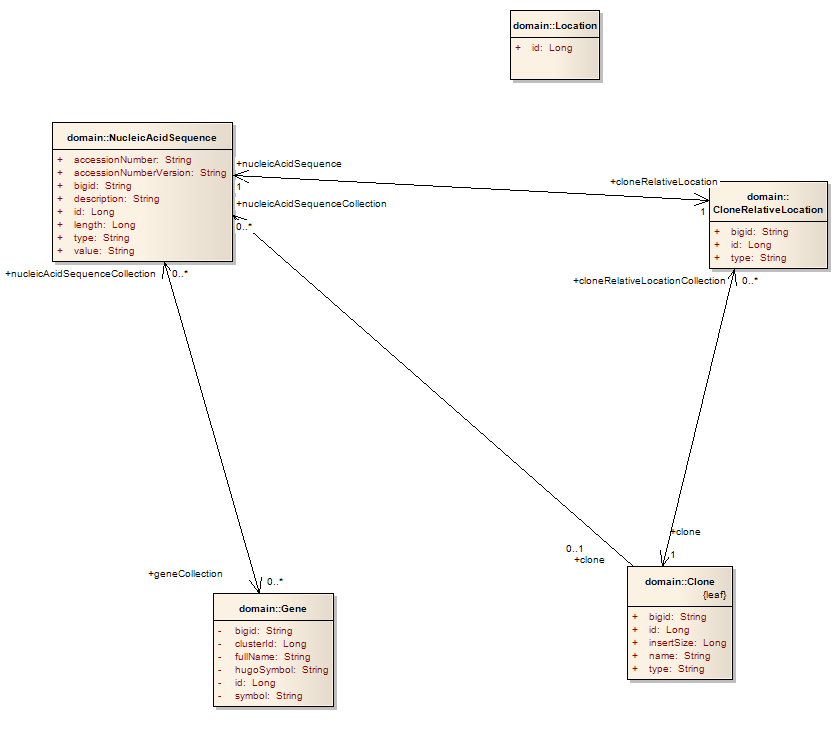 domain::Location
+ id: Long
domain::NucleicAcidSequence
+ accessionNumber: String
+ accessionNumberVersion: String
+ bigid: String
+ description: String
+ id: Long
+ length: Long
+ type: String
+ value: String
+nucleicAcidSequence
1
+nucleicAcidSequenceCollection
0..*
+cloneRelativeLocation
1
domain::
CloneRelativeLocation
+ bigid: String
+ id: Long
+ type: String
+nucleicAcidSequenceCollection
0..*
+cloneRelativeLocationCollection
0..*
+geneCollection
0..*
0..1
+clone
+clone
1
domain::Gene
- bigid: String
- clusterId: Long
- fullName: String
- hugoSymbol: String
- id: Long
- symbol: String
domain::Clone
{leaf}
+ bigid: String
+ id: Long
+ insertSize: Long
+ name: String
+ type: String